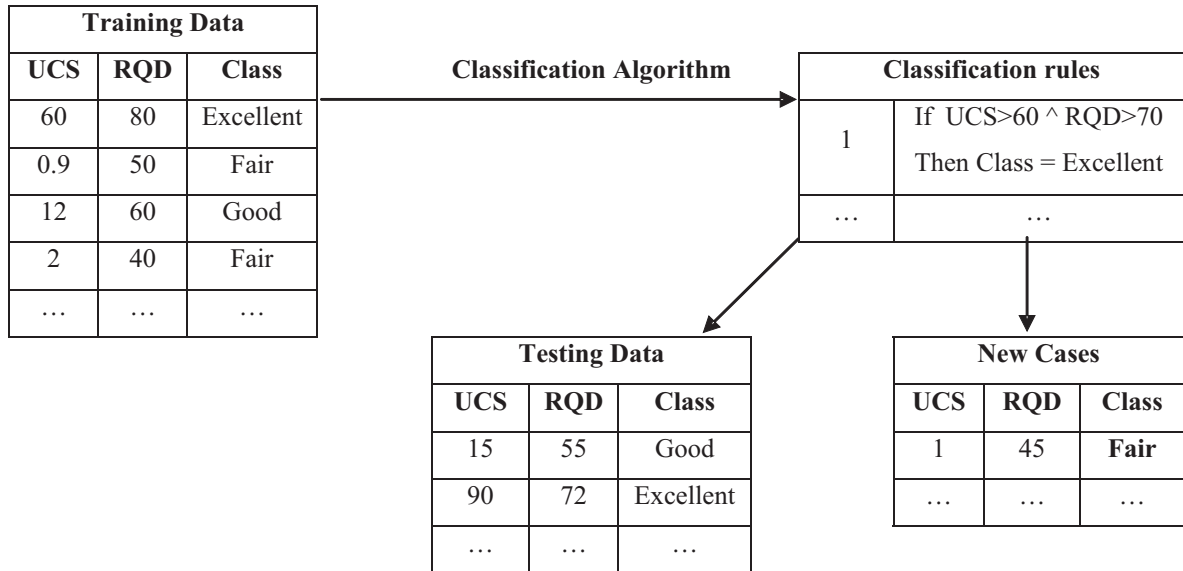 Training Data
UCS RQD Class
60 80 Excellent
0.9 50 Fair
12 60 Good
2 40 Fair
… … …
Classification Algorithm
Classification rules
1
If UCS>60 ^ RQD>70
Then Class = Excellent
… …
Testing Data
UCS RQD Class
15 55 Good
90 72 Excellent
… … …
New Cases
UCS RQD Class
1 45 Fair
… … …